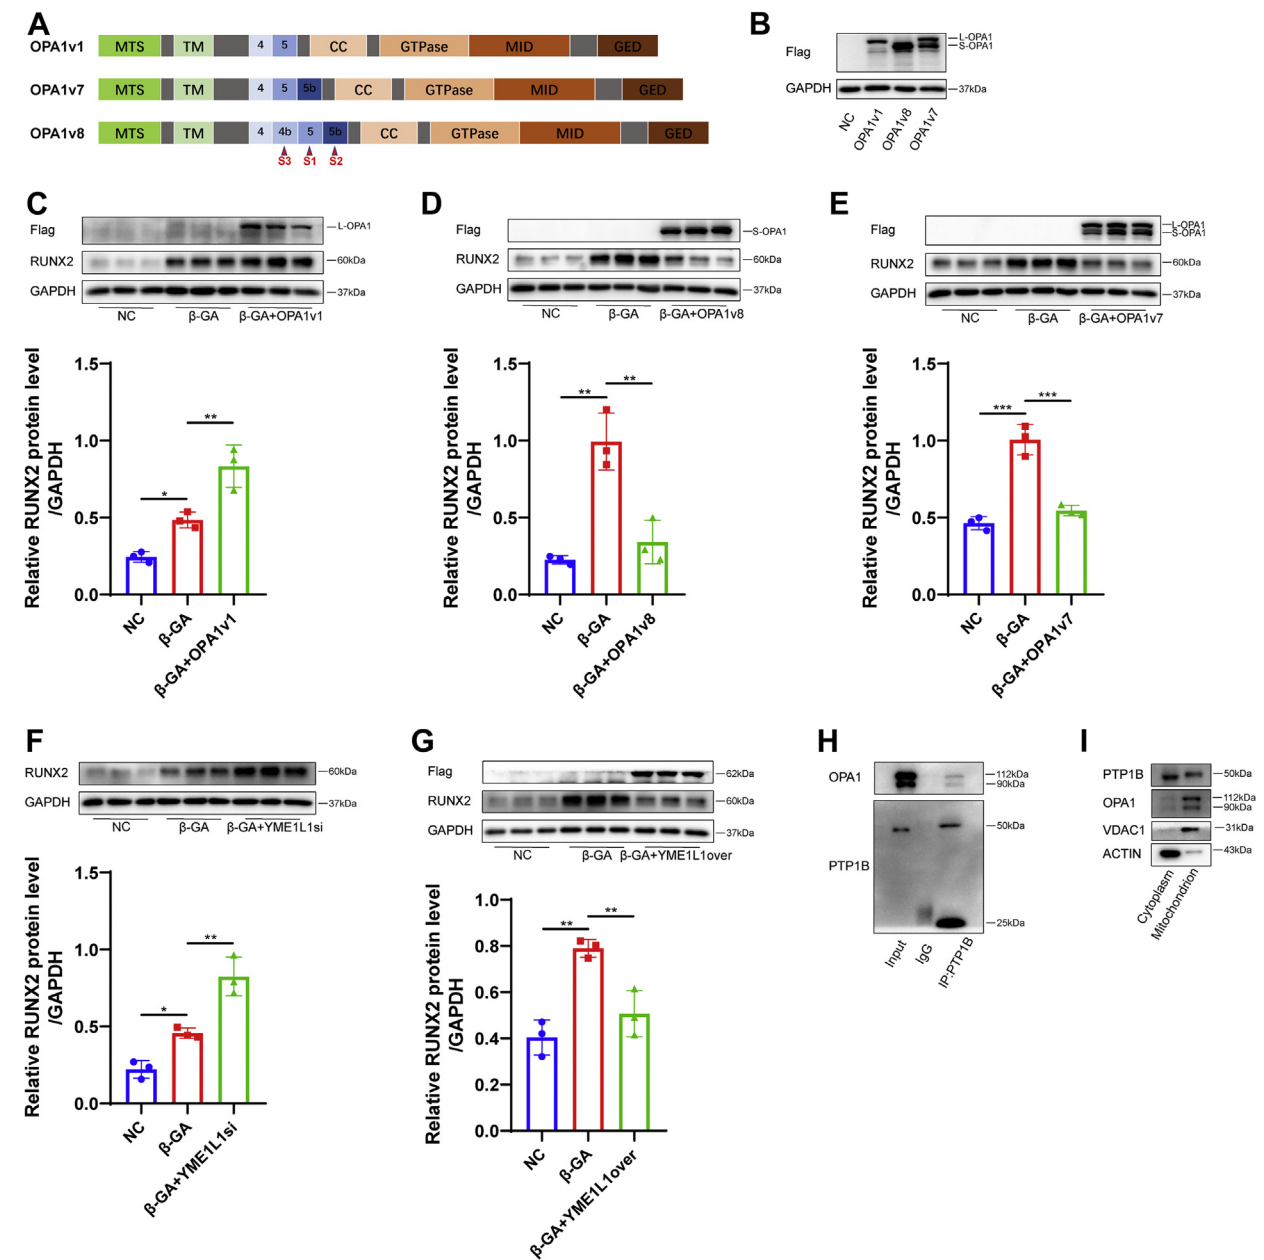 A
OPA1v1 MTS TM 4 5 CC GTPase MID GED
OPA1v7 MTS TM 4 5 5b CC GTPase MID GED
OPA1v8 MTS TM 4 4b 5 5b CC GTPase MID GED
S3 S1 S2
B
Flag L-OPA1
S-OPA1
GAPDH 37kDa
NC OPA1v1 OPA1v8 OPA1v7
C
Flag L-OPA1
RUNX2 60kDa
GAPDH 37kDa
NC β-GA β-GA+OPA1v1
Relative RUNX2 protein level
/GAPDH
1.5
1.0
0.5
0.0
* **
NC β-GA β-GA+OPA1v1
D
Flag S-OPA1
RUNX2 60kDa
GAPDH 37kDa
NC β-GA β-GA+OPA1v8
Relative RUNX2 protein level
/GAPDH
1.5
1.0
0.5
0.0
** **
NC β-GA β-GA+OPA1v8
E
Flag L-OPA1
S-OPA1
RUNX2 60kDa
GAPDH 37kDa
NC β-GA β-GA+OPA1v7
Relative RUNX2 protein level
/GAPDH
1.5
1.0
0.5
0.0
*** ***
NC β-GA β-GA+OPA1v7
F
RUNX2 60kDa
GAPDH 37kDa
NC β-GA β-GA+YME1L1si
Relative RUNX2 protein level
/GAPDH
1.5
1.0
0.5
0.0
* **
NC β-GA β-GA+YME1L1si
G
Flag 62kDa
RUNX2 60kDa
GAPDH 37kDa
NC β-GA β-GA+YME1L1over
Relative RUNX2 protein level
/GAPDH
1.0
0.8
0.6
0.4
0.2
0.0
** **
NC β-GA β-GA+YME1L1over
H
OPA1 112kDa
90kDa
50kDa
PTP1B
25kDa
Input IgG IP:PTP1B
I
PTP1B 50kDa
OPA1 112kDa
90kDa
VDAC1 31kDa
ACTIN 43kDa
Cytoplasm Mitochondrion